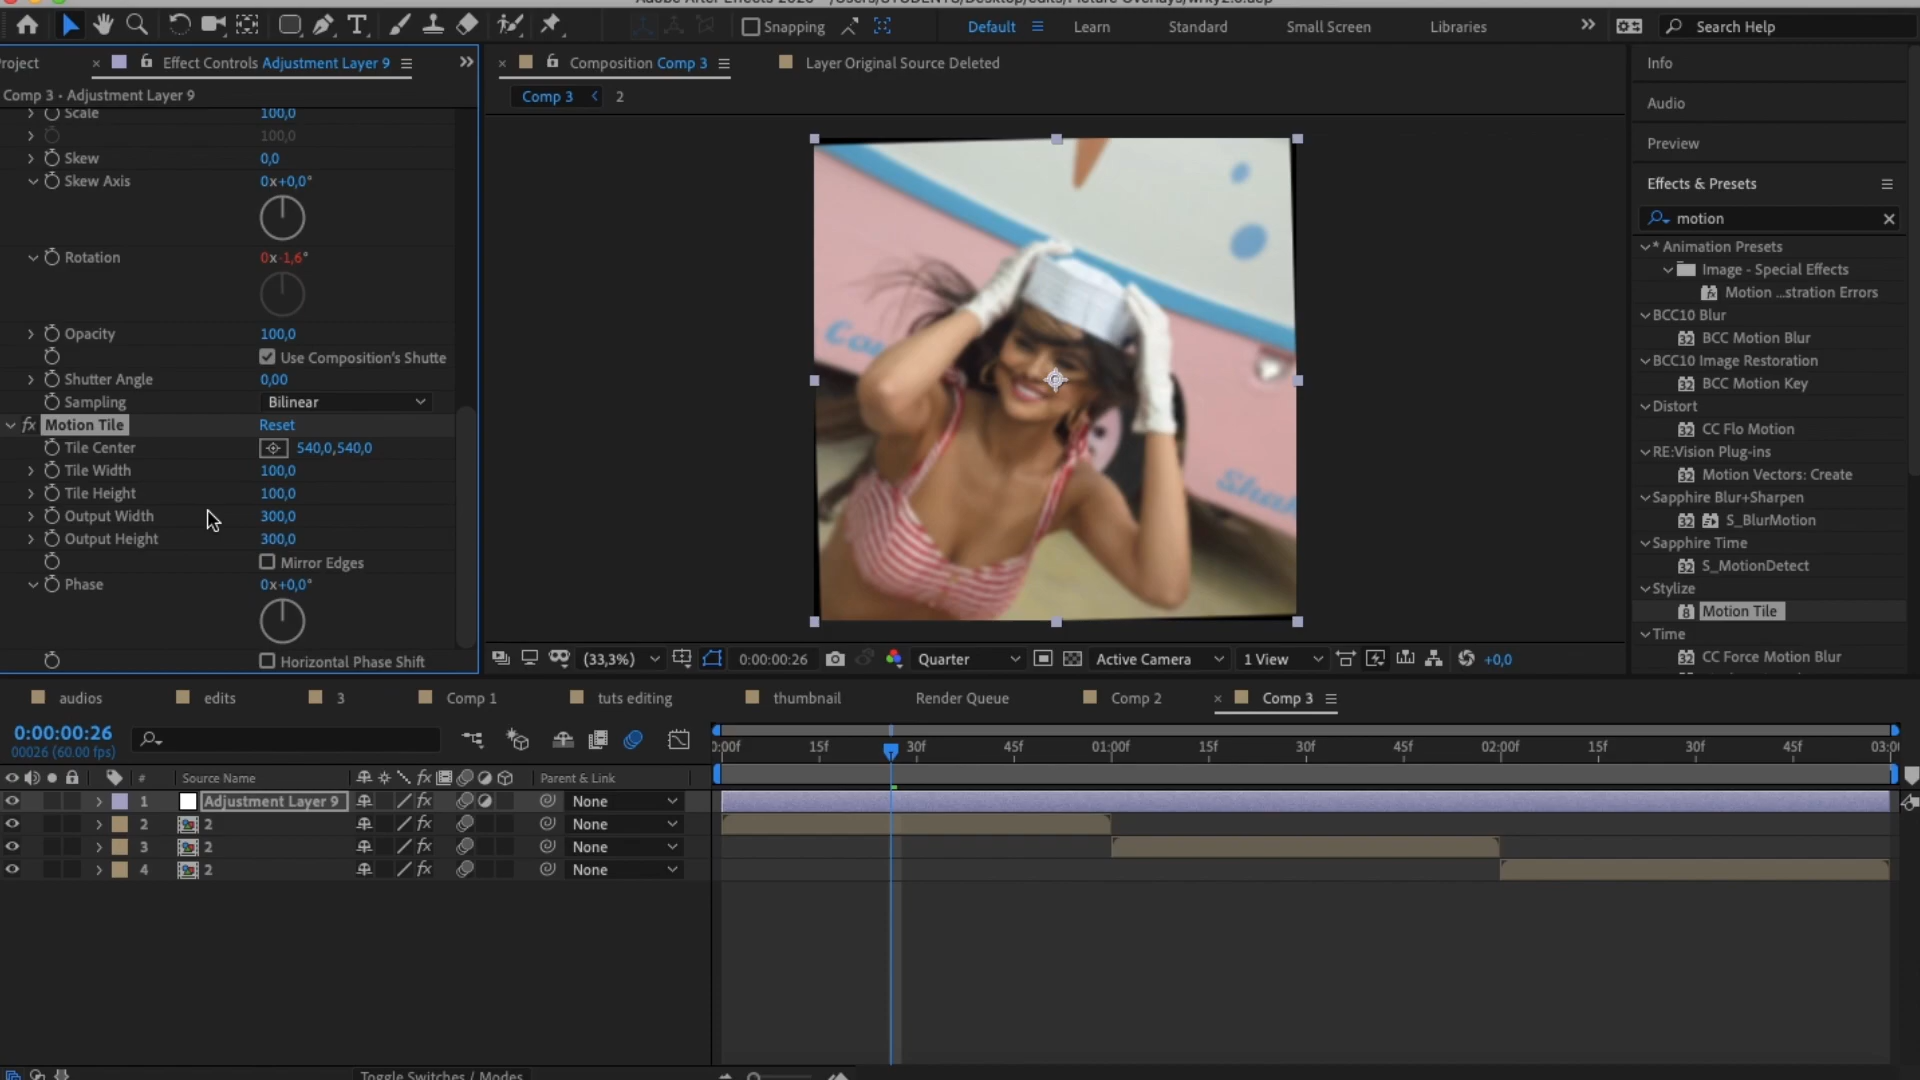 Snapping
Default
Learn
Standard
Small Screen
Libraries
Search Help
roject
Effect Controls Adjustment Layer 9
Composition Comp 3
Layer Original Source Deleted
Info
Comp 3 • Adjustment Layer 9
Comp 3
2
Audio
Scale 100,0
100,0
Skew 0,0
Skew Axis 0x+0,0°
Rotation 0x-1,6°
Opacity 100,0
Use Composition's Shutte
Shutter Angle 0,00
Sampling Bilinear
Motion Tile Reset
Tile Center 540,0,540,0
Tile Width 100,0
Tile Height 100,0
Output Width 300,0
Output Height 300,0
Mirror Edges
Phase 0x+0,0°
Horizontal Phase Shift
Preview
Effects & Presets
motion
* Animation Presets
Image - Special Effects
Motion ...stration Errors
BCC10 Blur
BCC Motion Blur
BCC10 Image Restoration
BCC Motion Key
Distort
CC Flo Motion
RE:Vision Plug-ins
Motion Vectors: Create
Sapphire Blur+Sharpen
S_BlurMotion
Sapphire Time
S_MotionDetect
Stylize
Motion Tile
Time
CC Force Motion Blur
(33,3%) 0:00:00:26 Quarter Active Camera 1 View +0,0
audios
edits
3
Comp 1
tuts editing
thumbnail
Render Queue
Comp 2
Comp 3
0:00:00:26
00026 (60.00 fps)
0:00f 15f 30f 45f 01:00f 15f 30f 45f 02:00f 15f 30f 45f 03:00
# Source Name Parent & Link
1 Adjustment Layer 9 None
2 2 None
3 2 None
4 2 None
Toggle Switches / Modes